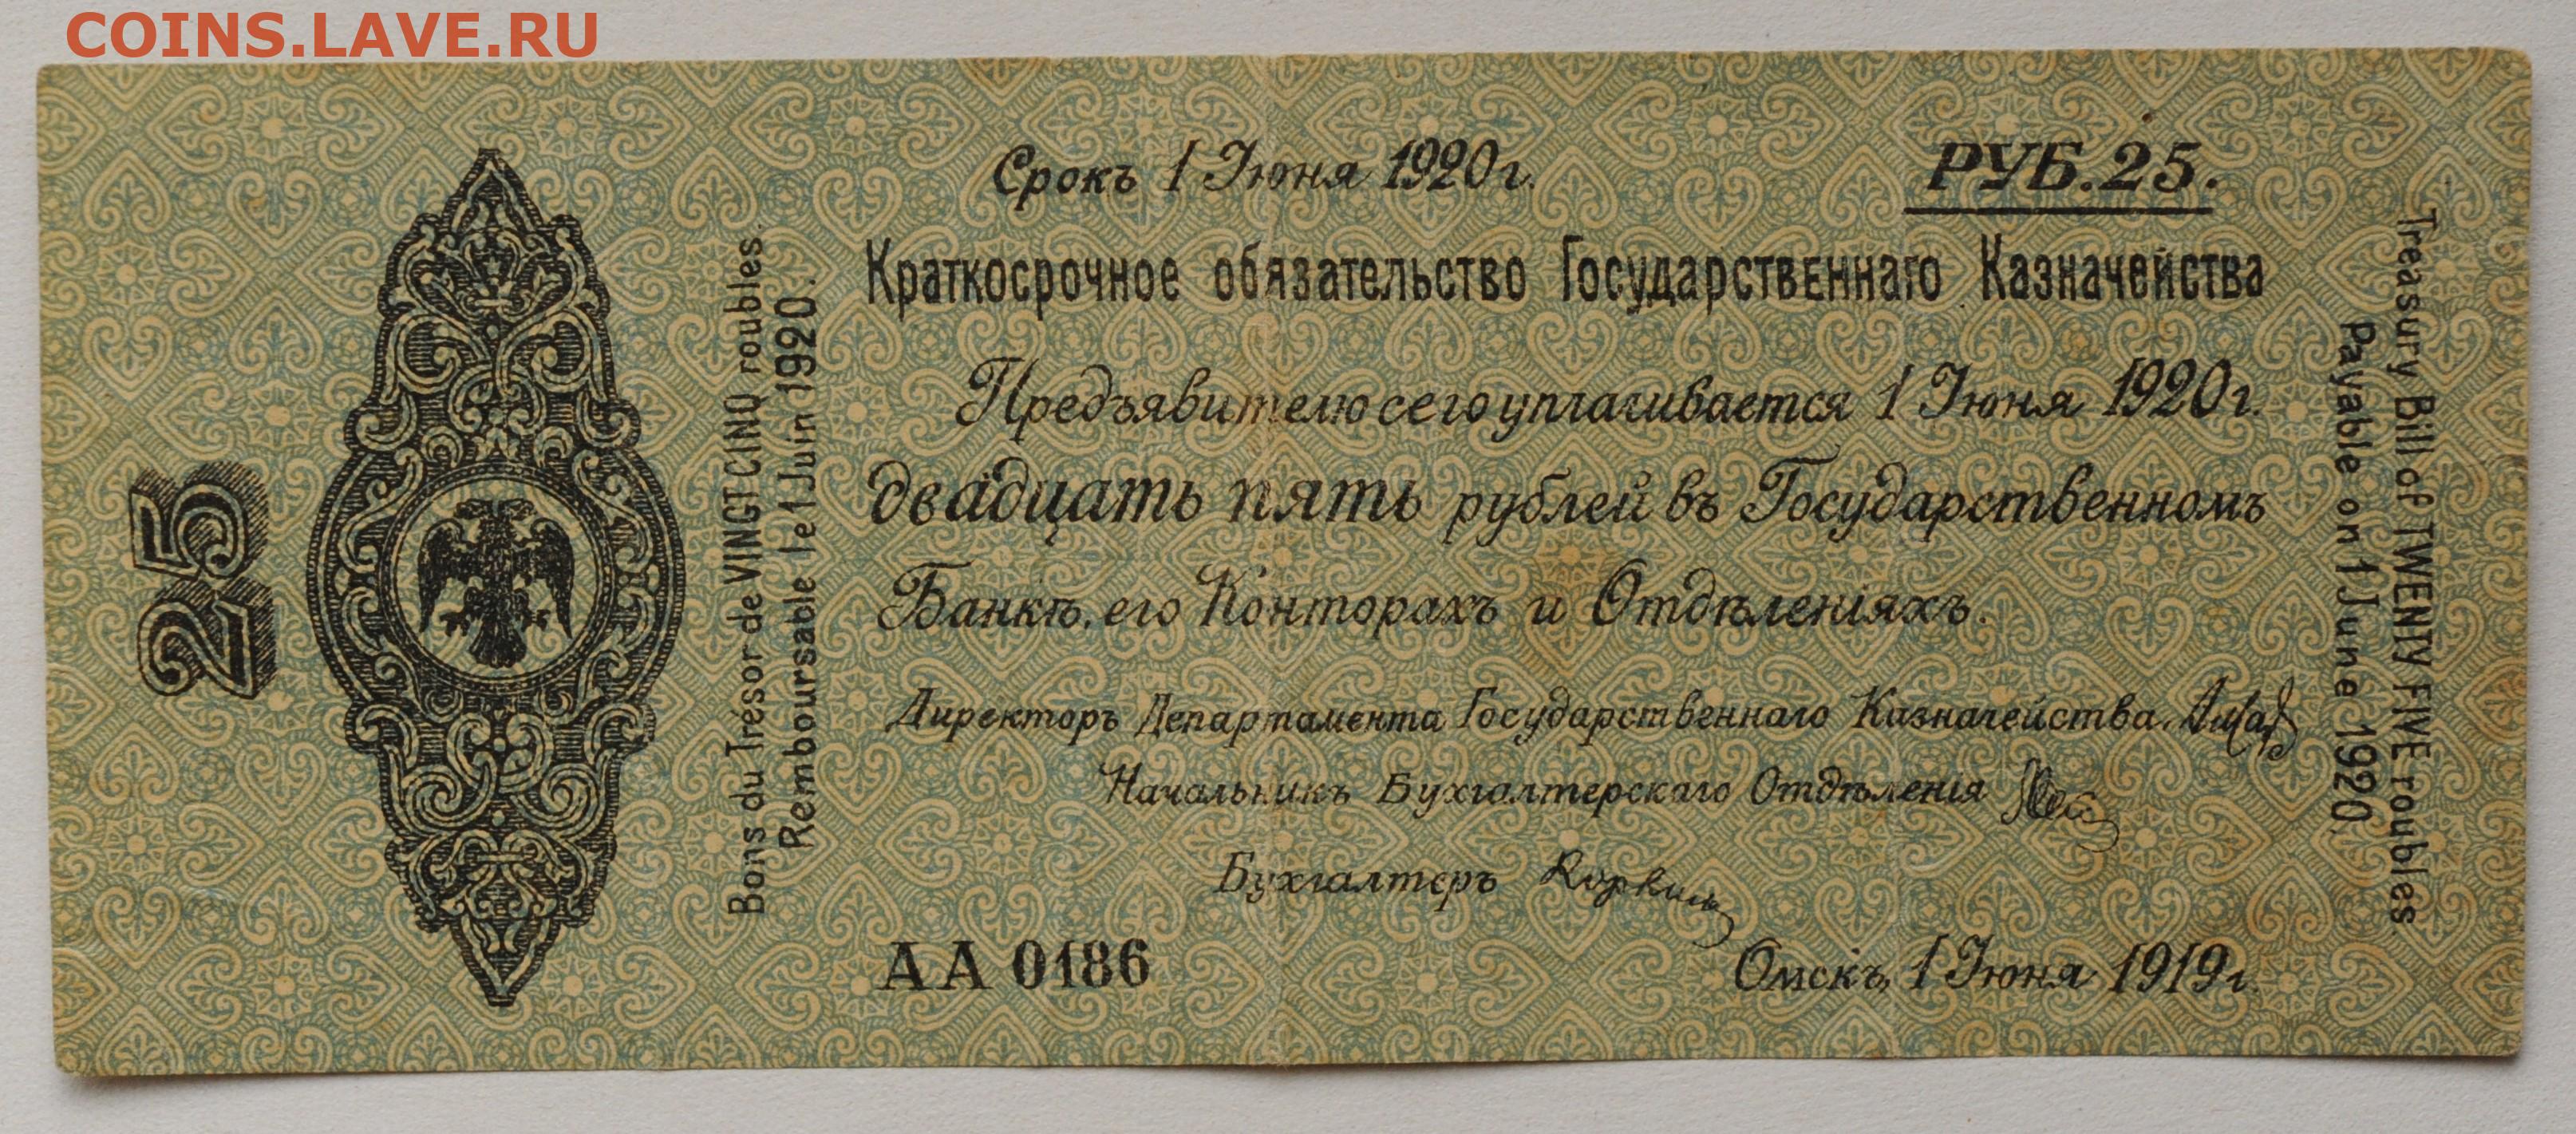 COINS.LAVE.RU
25
Bons du Trésor de VINGT CINQ roubles.
Remboursable le 1 Juin 1920.
Срокъ 1 Іюня 1920 г.
РУБ. 25.
Краткосрочное обязательство Государственнаго Казначейства
Предъявителю сего уплачивается 1 Іюня 1920 г.
двадцать пять рублей въ Государственномъ
Банкѣ, его Конторахъ и Отдѣленіяхъ.
Директоръ Департамента Государственнаго Казначейства,
Начальникъ Бухгалтерскаго Отдѣленія
Бухгалтеръ
АА 0186
Омскъ, 1 Іюня 1919 г.
Treasury Bill of TWENTY FIVE roubles
Payable on 1 June 1920.